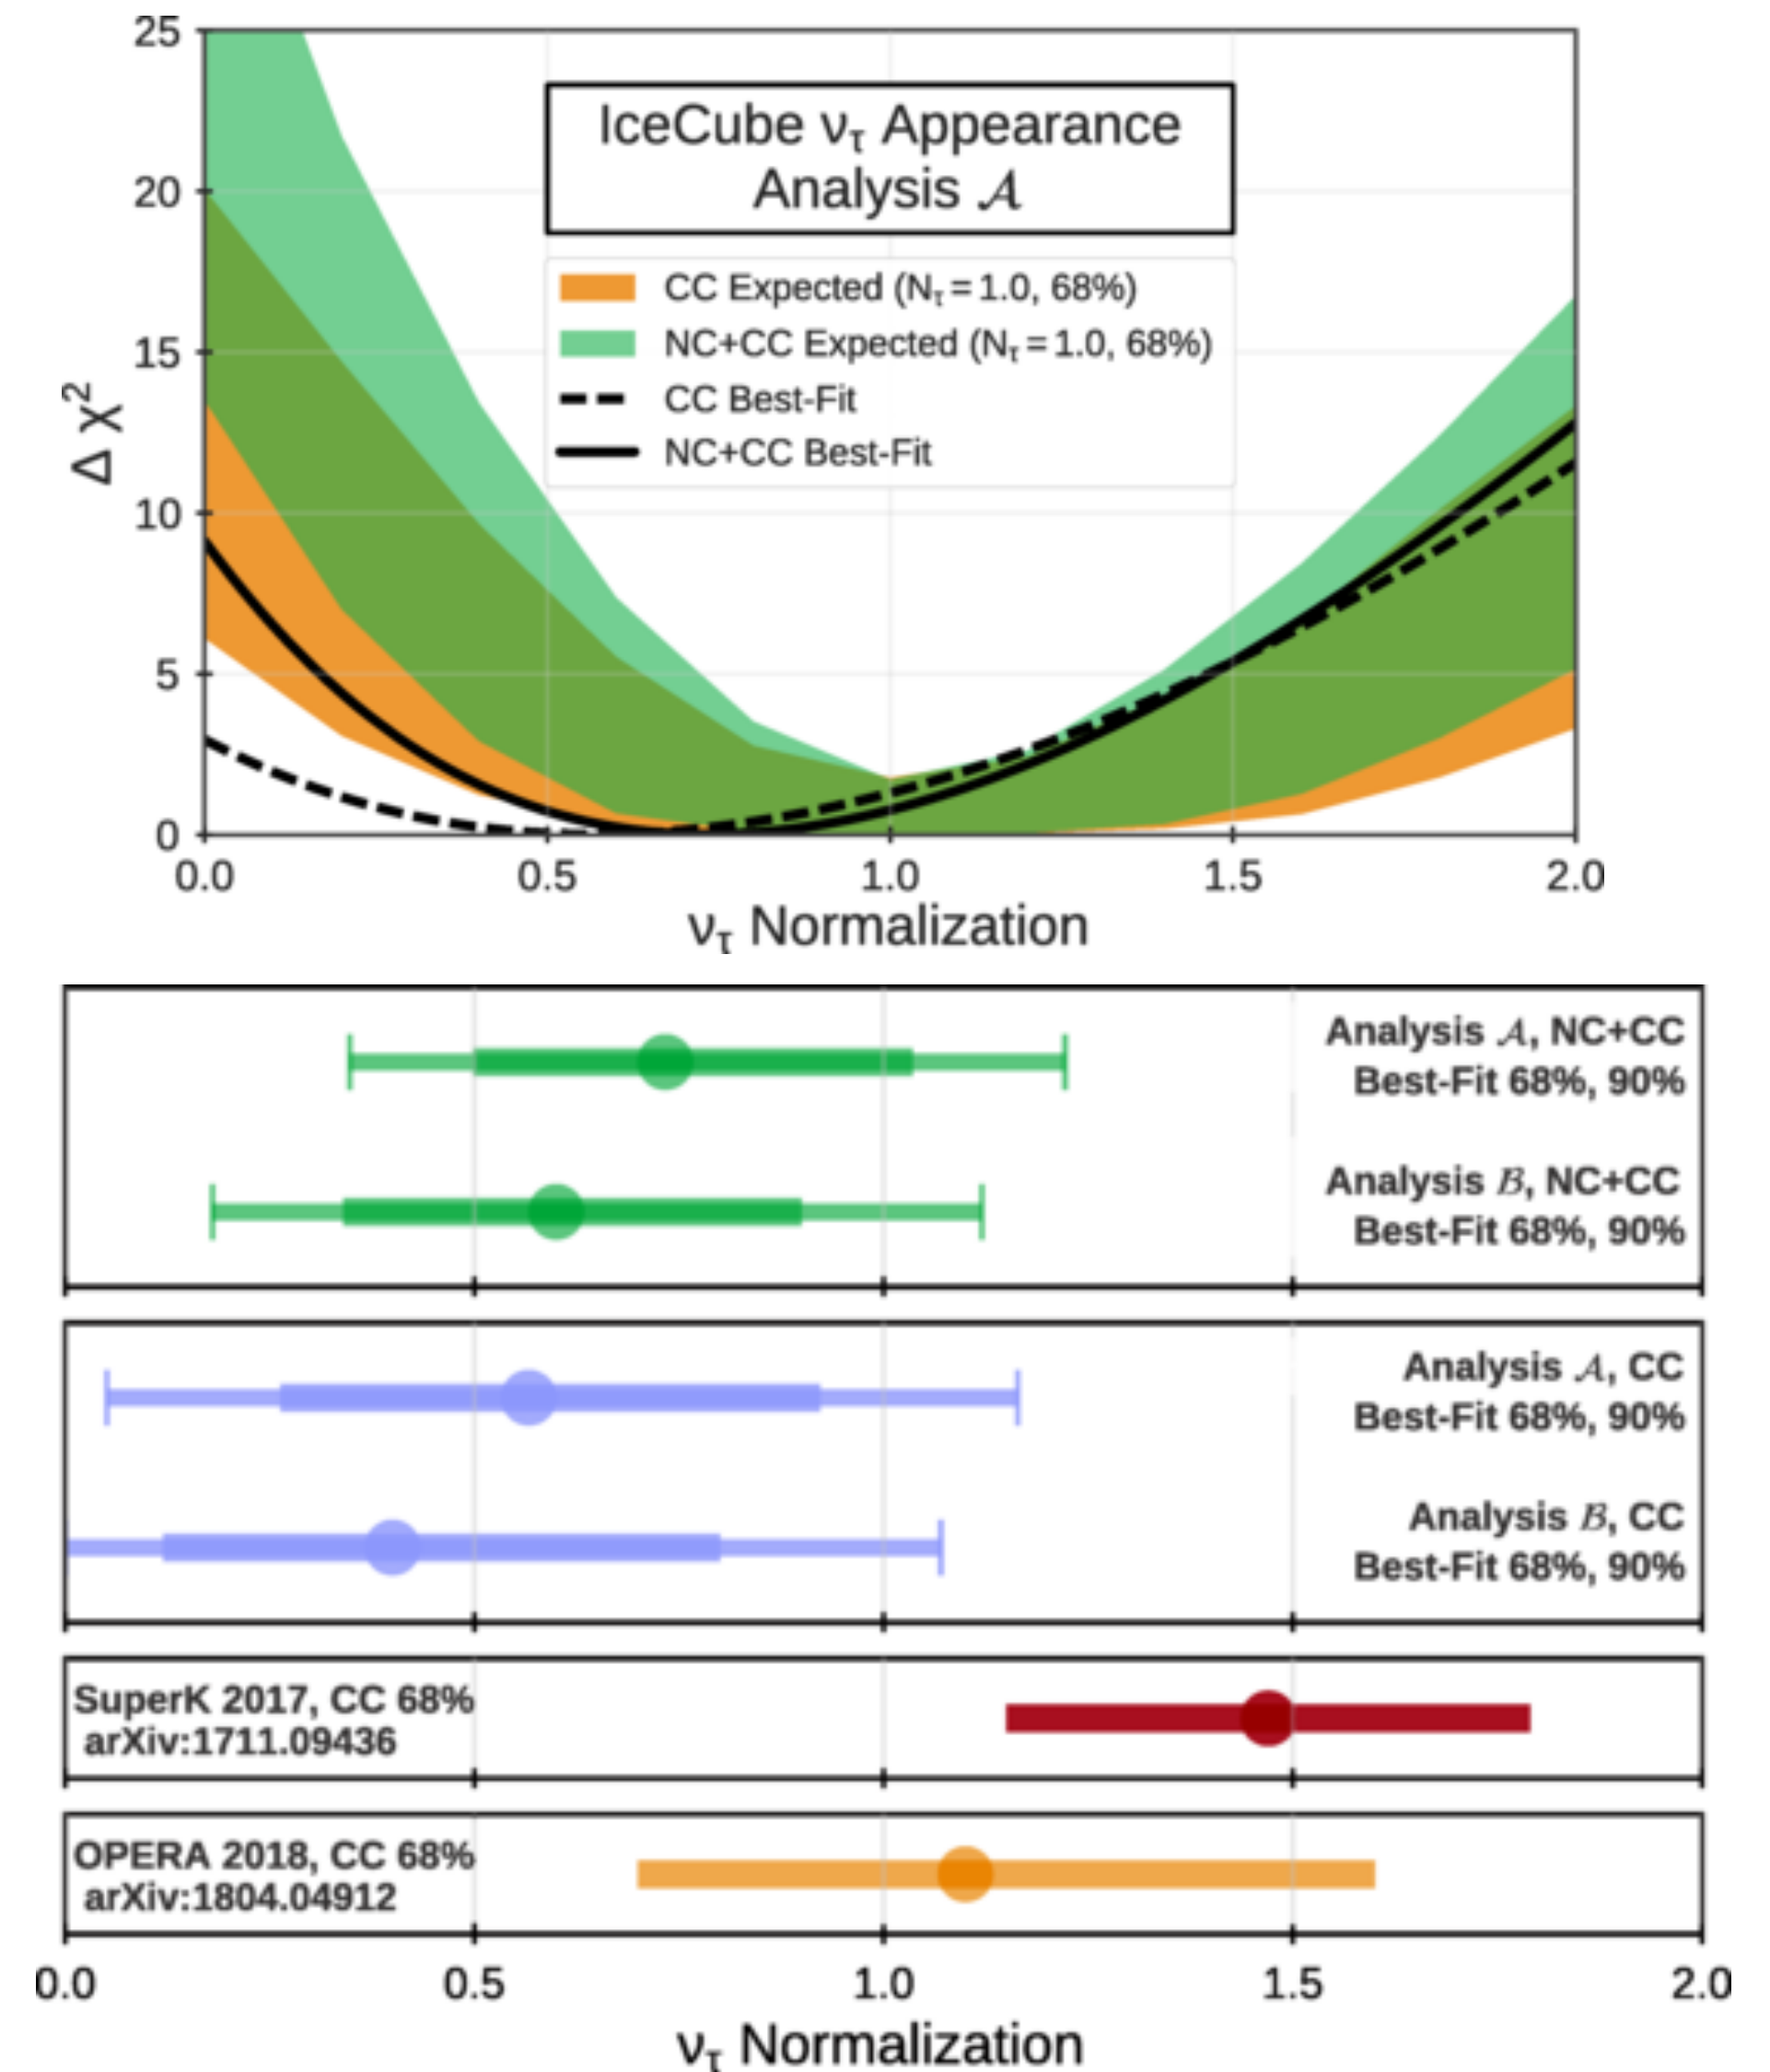 25
20
15
10
5
0
Δ χ²
IceCube ντ Appearance
Analysis 𝒜
CC Expected (Nτ = 1.0, 68%)
NC+CC Expected (Nτ = 1.0, 68%)
CC Best-Fit
NC+CC Best-Fit
0.0 0.5 1.0 1.5 2.0
ντ Normalization
Analysis 𝒜, NC+CC
Best-Fit 68%, 90%
Analysis ℬ, NC+CC
Best-Fit 68%, 90%
Analysis 𝒜, CC
Best-Fit 68%, 90%
Analysis ℬ, CC
Best-Fit 68%, 90%
SuperK 2017, CC 68%
arXiv:1711.09436
OPERA 2018, CC 68%
arXiv:1804.04912
0.0 0.5 1.0 1.5 2.0
ντ Normalization